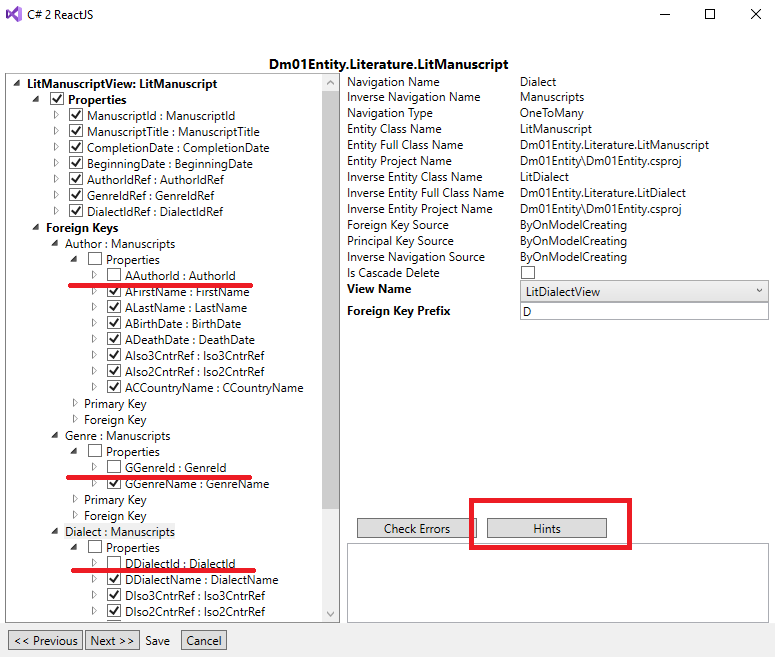 C# 2 ReactJS
Dm01Entity.Literature.LitManuscript
LitManuscriptView: LitManuscript
Properties
ManuscriptId : ManuscriptId
ManuscriptTitle : ManuscriptTitle
CompletionDate : CompletionDate
BeginningDate : BeginningDate
AuthorIdRef : AuthorIdRef
GenreIdRef : GenreIdRef
DialectIdRef : DialectIdRef
Foreign Keys
Author : Manuscripts
Properties
AAuthorId : AuthorId
AFirstName : FirstName
ALastName : LastName
ABirthDate : BirthDate
ADeathDate : DeathDate
AIso3CntrRef : Iso3CntrRef
AIso2CntrRef : Iso2CntrRef
ACCountryName : CCountryName
Primary Key
Foreign Key
Genre : Manuscripts
Properties
GGenreId : GenreId
GGenreName : GenreName
Primary Key
Foreign Key
Dialect : Manuscripts
Properties
DDialectId : DialectId
DDialectName : DialectName
DIso3CntrRef : Iso3CntrRef
DIso2CntrRef : Iso2CntrRef
Navigation Name Dialect
Inverse Navigation Name Manuscripts
Navigation Type OneToMany
Entity Class Name LitManuscript
Entity Full Class Name Dm01Entity.Literature.LitManuscript
Entity Project Name Dm01Entity\Dm01Entity.csproj
Inverse Entity Class Name LitDialect
Inverse Entity Full Class Name Dm01Entity.Literature.LitDialect
Inverse Entity Project Name Dm01Entity\Dm01Entity.csproj
Foreign Key Source ByOnModelCreating
Principal Key Source ByOnModelCreating
Inverse Navigation Source ByOnModelCreating
Is Cascade Delete
View Name LitDialectView
Foreign Key Prefix D
Check Errors Hints
<< Previous Next >> Save Cancel